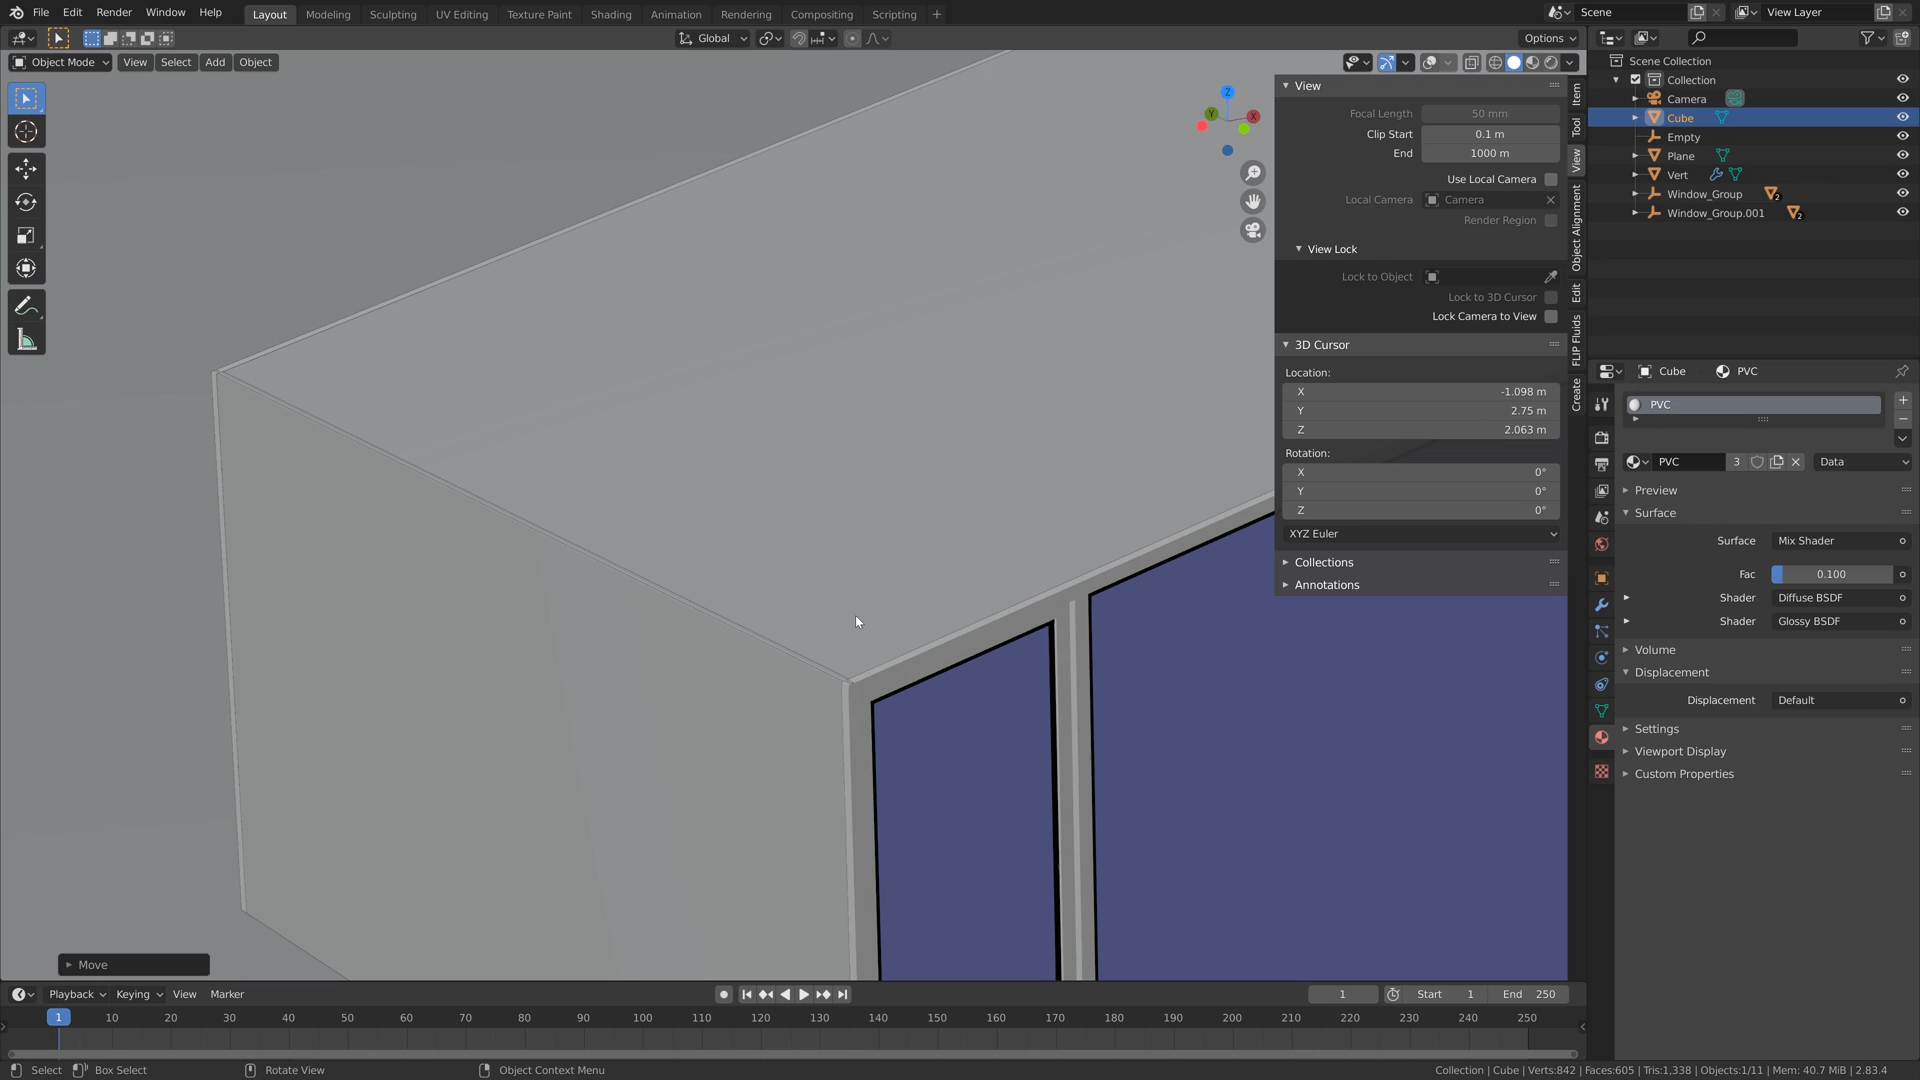 File Edit Render Window Help Layout Modeling Sculpting UV Editing Texture Paint Shading Animation Rendering Compositing Scripting + Scene View Layer
Global Options
Object Mode View Select Add Object
Scene Collection
Collection
Camera
Cube
Empty
Plane
Vert
Window_Group 2
Window_Group.001 2
Z
Y
X
View
Focal Length 50 mm
Clip Start 0.1 m
End 1000 m
Use Local Camera
Local Camera Camera
Render Region
View Lock
Lock to Object
Lock to 3D Cursor
Lock Camera to View
3D Cursor
Location:
X -1.098 m
Y 2.75 m
Z 2.063 m
Rotation:
X 0°
Y 0°
Z 0°
XYZ Euler
Collections
Annotations
Item
Tool
View
Object Alignment
Edit
FLIP Fluids
Create
Cube PVC
PVC
PVC 3 Data
Preview
Surface
Surface Mix Shader
Fac 0.100
Shader Diffuse BSDF
Shader Glossy BSDF
Volume
Displacement
Displacement Default
Settings
Viewport Display
Custom Properties
Move
Playback Keying View Marker 1 Start 1 End 250
1 10 20 30 40 50 60 70 80 90 100 110 120 130 140 150 160 170 180 190 200 210 220 230 240 250
Select Box Select Rotate View Object Context Menu Collection | Cube | Verts:842 | Faces:605 | Tris:1,338 | Objects:1/11 | Mem: 40.7 MiB | 2.83.4